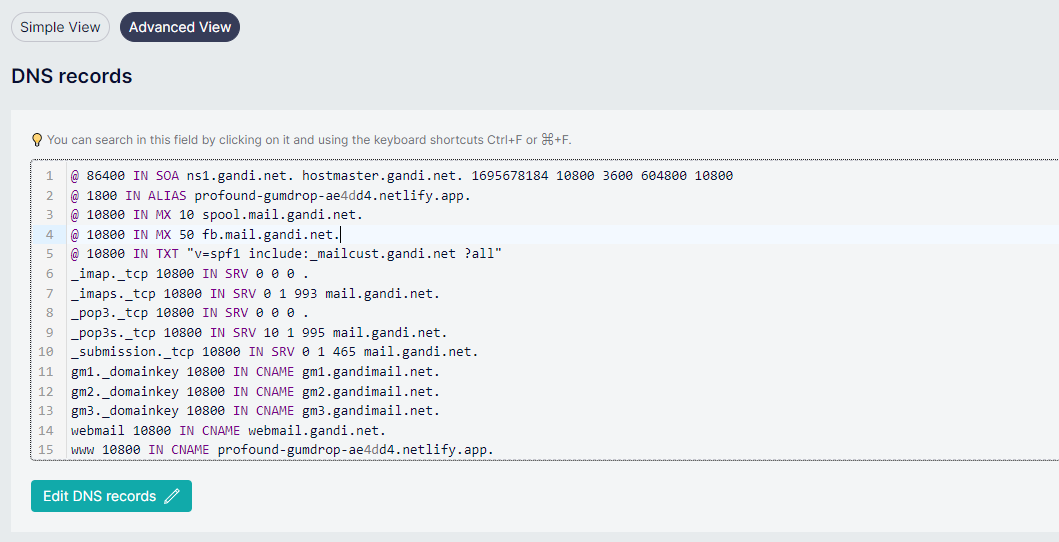 Simple View Advanced View
DNS records
You can search in this field by clicking on it and using the keyboard shortcuts Ctrl+F or ⌘+F.
1 @ 86400 IN SOA ns1.gandi.net. hostmaster.gandi.net. 1695678184 10800 3600 604800 10800
2 @ 1800 IN ALIAS profound-gumdrop-ae4dd4.netlify.app.
3 @ 10800 IN MX 10 spool.mail.gandi.net.
4 @ 10800 IN MX 50 fb.mail.gandi.net.
5 @ 10800 IN TXT "v=spf1 include:_mailcust.gandi.net ?all"
6 _imap._tcp 10800 IN SRV 0 0 0 .
7 _imaps._tcp 10800 IN SRV 0 1 993 mail.gandi.net.
8 _pop3._tcp 10800 IN SRV 0 0 0 .
9 _pop3s._tcp 10800 IN SRV 10 1 995 mail.gandi.net.
10 _submission._tcp 10800 IN SRV 0 1 465 mail.gandi.net.
11 gm1._domainkey 10800 IN CNAME gm1.gandimail.net.
12 gm2._domainkey 10800 IN CNAME gm2.gandimail.net.
13 gm3._domainkey 10800 IN CNAME gm3.gandimail.net.
14 webmail 10800 IN CNAME webmail.gandi.net.
15 www 10800 IN CNAME profound-gumdrop-ae4dd4.netlify.app.
Edit DNS records